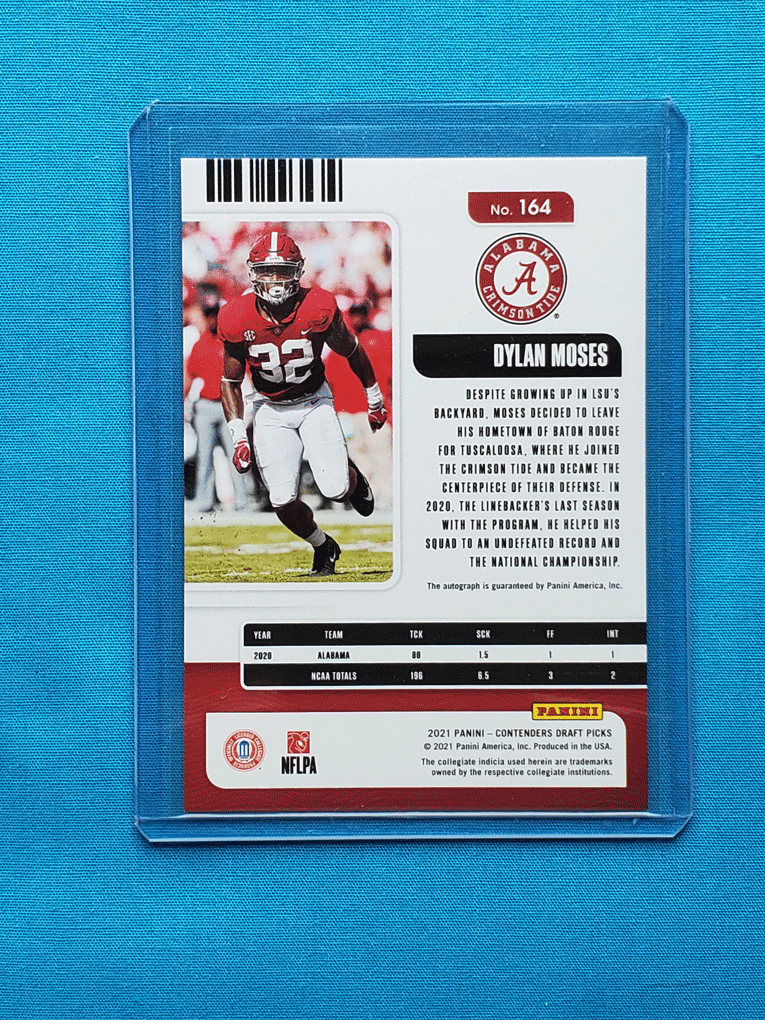 No. 164
ALABAMA
A
CRIMSON TIDE
®
DYLAN MOSES
SEC
32
DESPITE GROWING UP IN LSU'S
BACKYARD, MOSES DECIDED TO LEAVE
HIS HOMETOWN OF BATON ROUGE
FOR TUSCALOOSA, WHERE HE JOINED
THE CRIMSON TIDE AND BECAME THE
CENTERPIECE OF THEIR DEFENSE. IN
2020, THE LINEBACKER'S LAST SEASON
WITH THE PROGRAM, HE HELPED HIS
SQUAD TO AN UNDEFEATED RECORD AND
THE NATIONAL CHAMPIONSHIP.
The autograph is guaranteed by Panini America, Inc.
YEAR TEAM TCK SCK FF INT
2020 ALABAMA 80 1.5 1 1
NCAA TOTALS 196 6.5 3 2
PANINI
2021 PANINI – CONTENDERS DRAFT PICKS
© 2021 Panini America, Inc. Produced in the USA.
The collegiate indicia used herein are trademarks
owned by the respective collegiate institutions.
OFFICIALLY LICENSED COLLEGIATE PRODUCTS
NFLPA